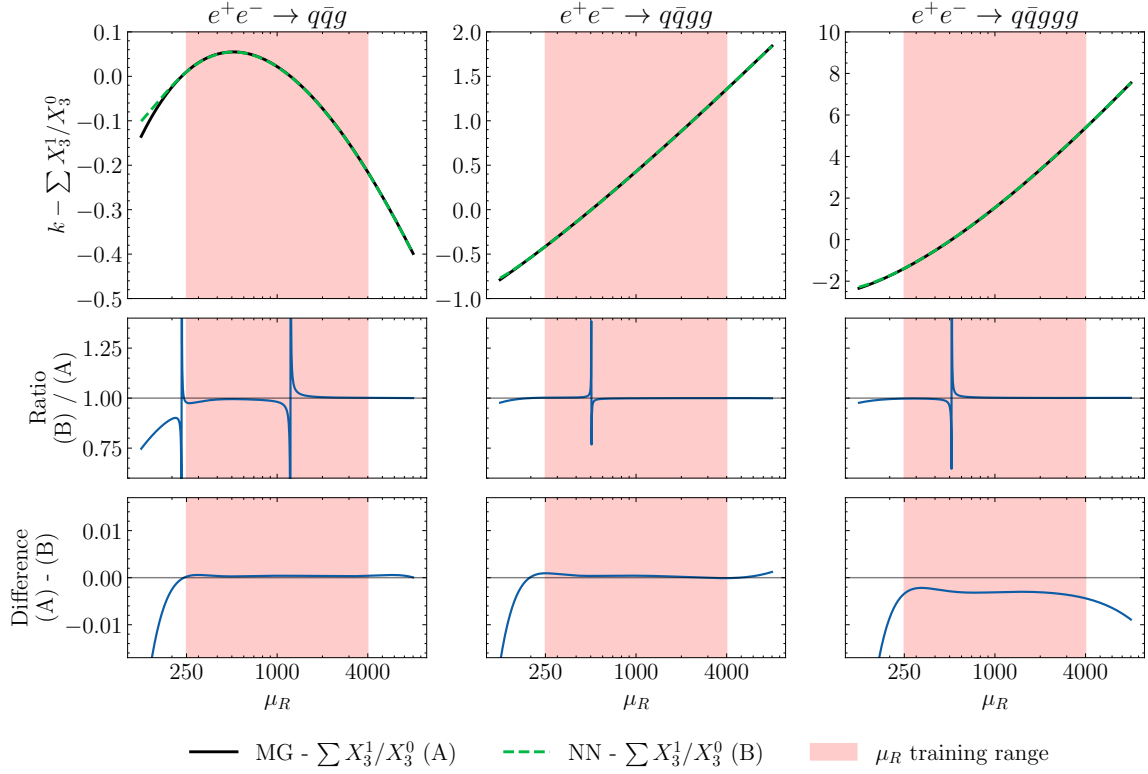 e⁺e⁻ → qq̄g
e⁺e⁻ → qq̄gg
e⁺e⁻ → qq̄ggg
k − ∑ X₃¹/X₃⁰
0.1
0.0
−0.1
−0.2
−0.3
−0.4
−0.5
2.0
1.5
1.0
0.5
0.0
−0.5
−1.0
10
8
6
4
2
0
−2
Ratio
(B) / (A)
1.25
1.00
0.75
Difference
(A) - (B)
0.01
0.00
−0.01
250 1000 4000
250 1000 4000
250 1000 4000
μ_R
μ_R
μ_R
MG - ∑ X₃¹/X₃⁰ (A)
NN - ∑ X₃¹/X₃⁰ (B)
μ_R training range